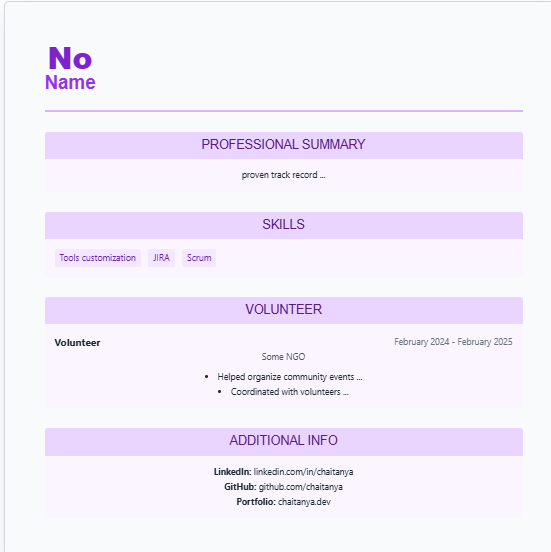 No
Name
PROFESSIONAL SUMMARY
proven track record ...
SKILLS
Tools customization JIRA Scrum
VOLUNTEER
Volunteer February 2024 - February 2025
Some NGO
• Helped organize community events ...
• Coordinated with volunteers ...
ADDITIONAL INFO
LinkedIn: linkedin.com/in/chaitanya
GitHub: github.com/chaitanya
Portfolio: chaitanya.dev